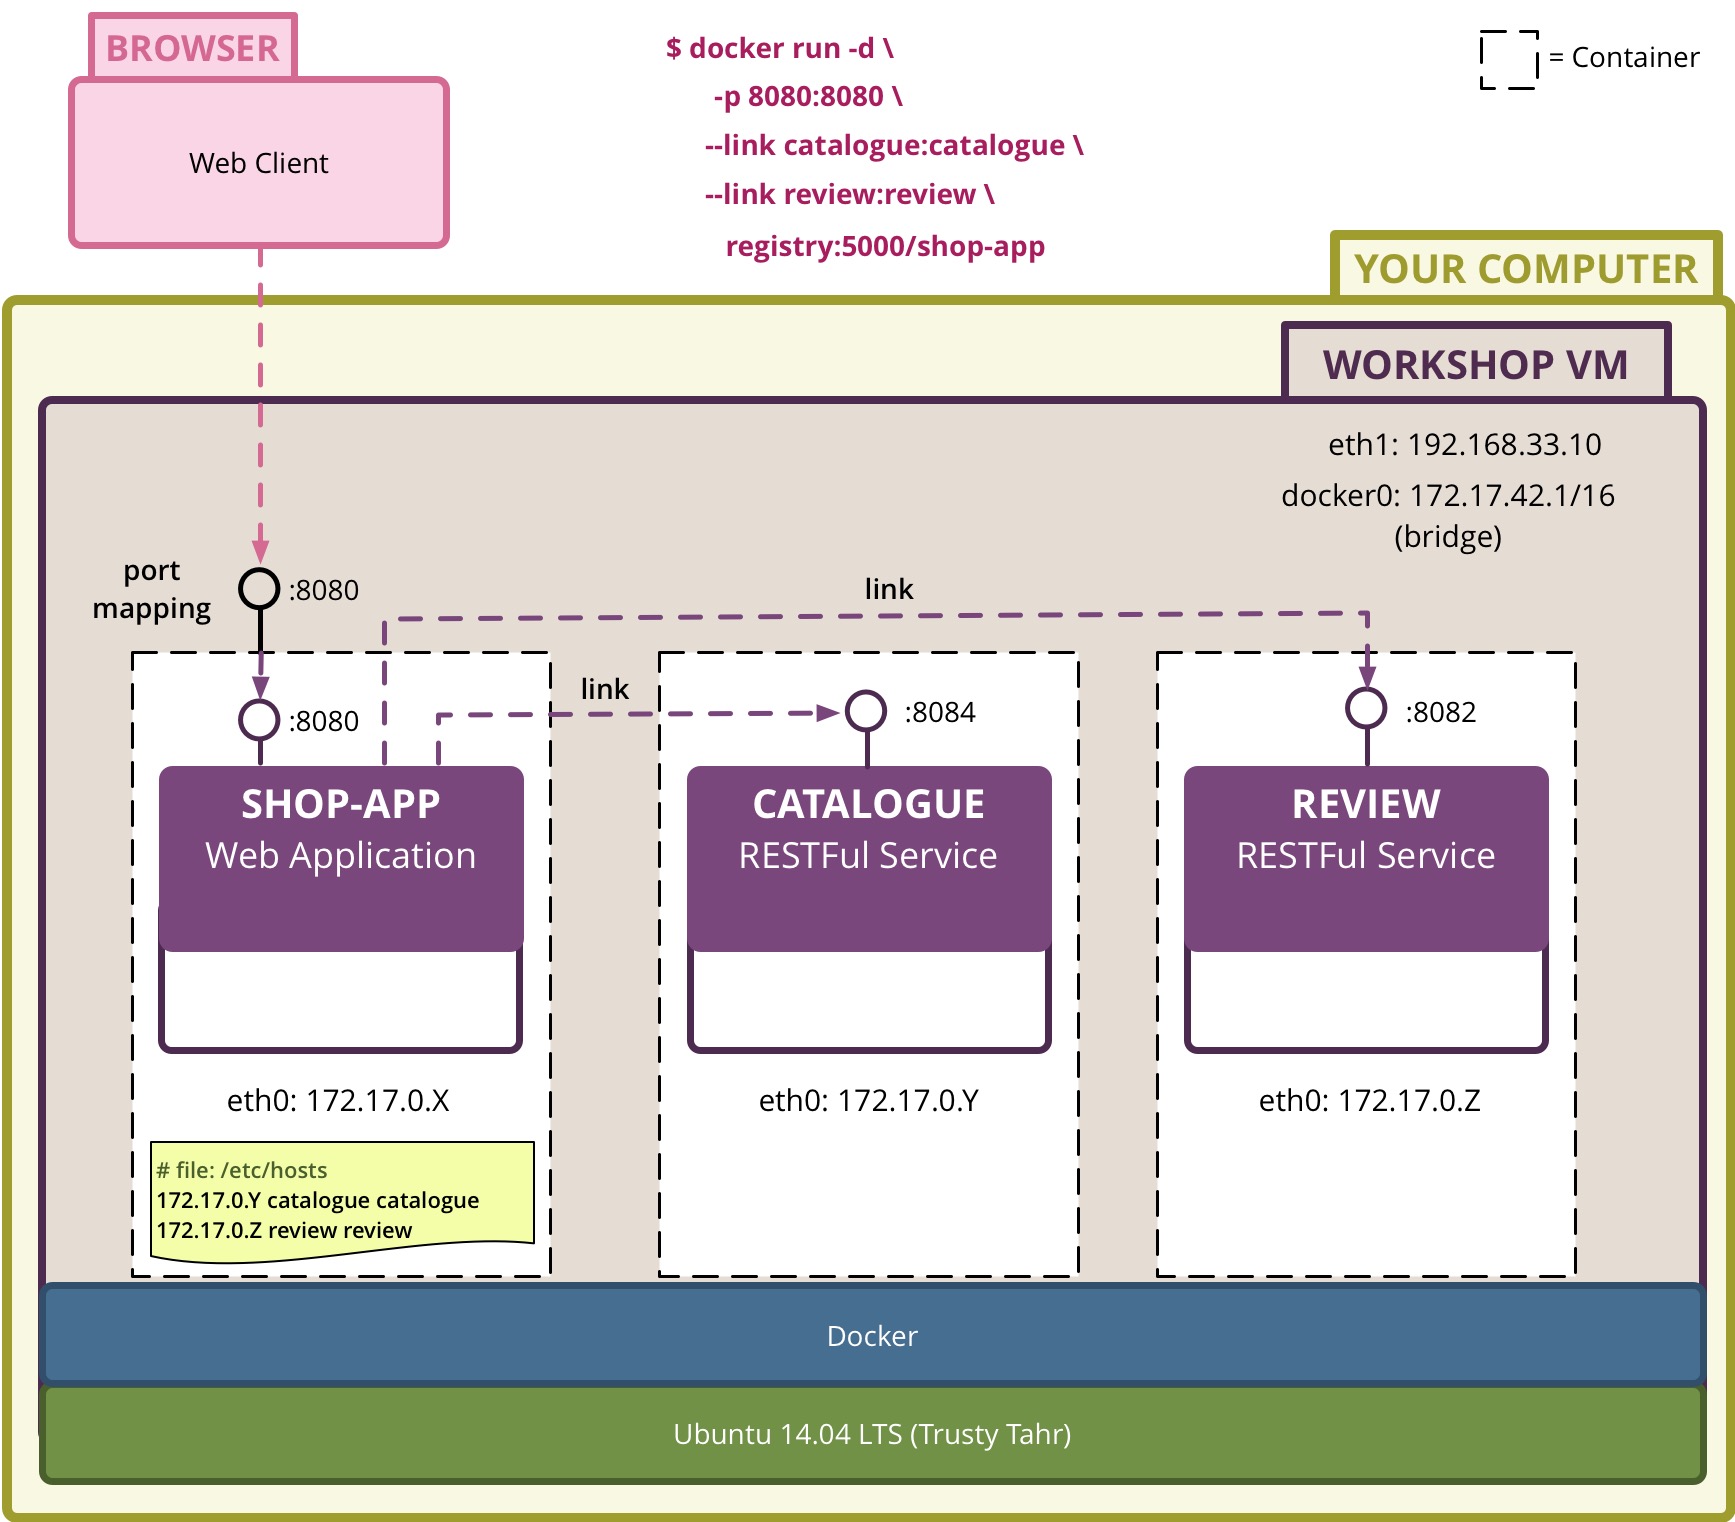 BROWSER
Web Client
$ docker run -d \
-p 8080:8080 \
--link catalogue:catalogue \
--link review:review \
registry:5000/shop-app
= Container
YOUR COMPUTER
WORKSHOP VM
eth1: 192.168.33.10
docker0: 172.17.42.1/16
(bridge)
port
mapping
:8080
link
link
:8080
:8084
:8082
SHOP-APP
Web Application
CATALOGUE
RESTFul Service
REVIEW
RESTFul Service
eth0: 172.17.0.X
eth0: 172.17.0.Y
eth0: 172.17.0.Z
# file: /etc/hosts
172.17.0.Y catalogue catalogue
172.17.0.Z review review
Docker
Ubuntu 14.04 LTS (Trusty Tahr)